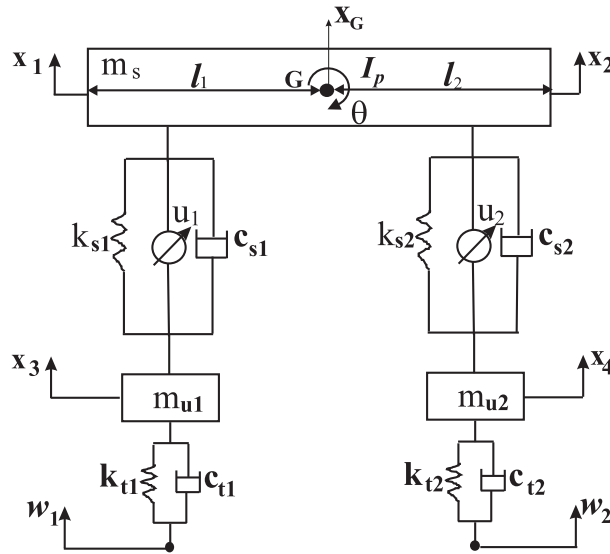 x_G
x_1 m_s l_1 G I_p l_2 x_2
θ
k_s1 u_1 c_s1 k_s2 u_2 c_s2
x_3 x_4
m_u1 m_u2
k_t1 c_t1 k_t2 c_t2
w_1 w_2